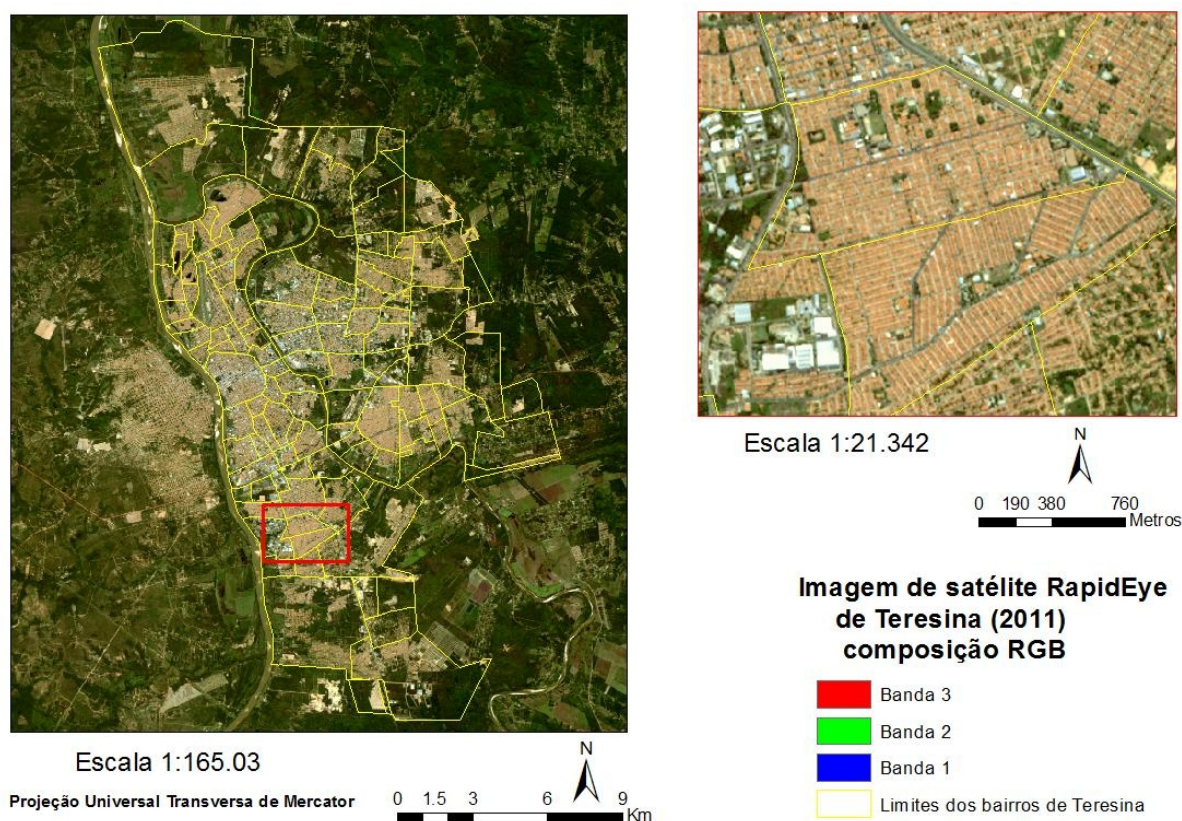 Escala 1:21.342
N
0 190 380 760
Metros
Imagem de satélite RapidEye
de Teresina (2011)
composição RGB
Banda 3
Banda 2
Banda 1
Limites dos bairros de Teresina
Escala 1:165.03
N
Projeção Universal Transversa de Mercator
0 1.5 3 6 9
Km